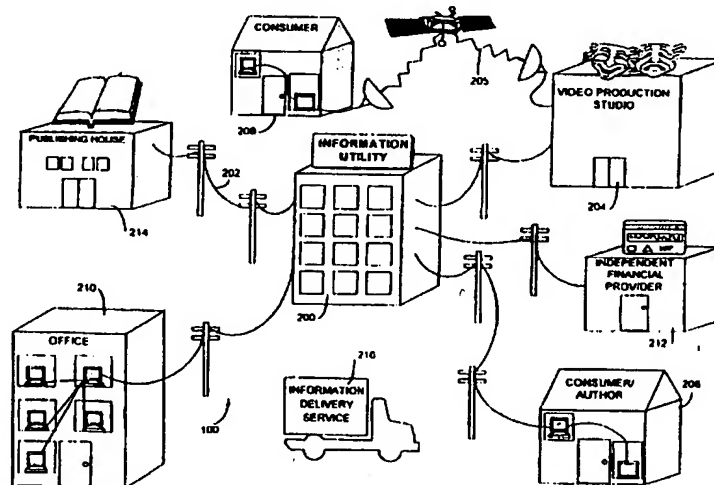 CONSUMER
208
205
VIDEO PRODUCTION
STUDIO
204
PUBLISHING HOUSE
214
202
INFORMATION
UTILITY
200
INDEPENDENT
FINANCIAL
PROVIDER
212
210
OFFICE
100
216
INFORMATION
DELIVERY
SERVICE
CONSUMER/
AUTHOR
206